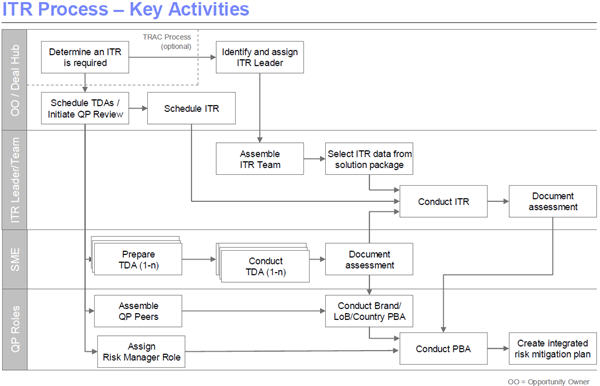 ITR Process – Key Activities
OO / Deal Hub
TRAC Process
(optional)
Determine an ITR
is required
Identify and assign
ITR Leader
Schedule TDAs /
Initiate QP Review
Schedule ITR
ITR Leader/Team
Assemble
ITR Team
Select ITR data from
solution package
Conduct ITR
Document
assessment
SME
Prepare
TDA (1-n)
Conduct
TDA (1-n)
Document
assessment
QP Roles
Assemble
QP Peers
Conduct Brand/
LoB/Country PBA
Assign
Risk Manager Role
Conduct PBA
Create integrated
risk mitigation plan
OO = Opportunity Owner